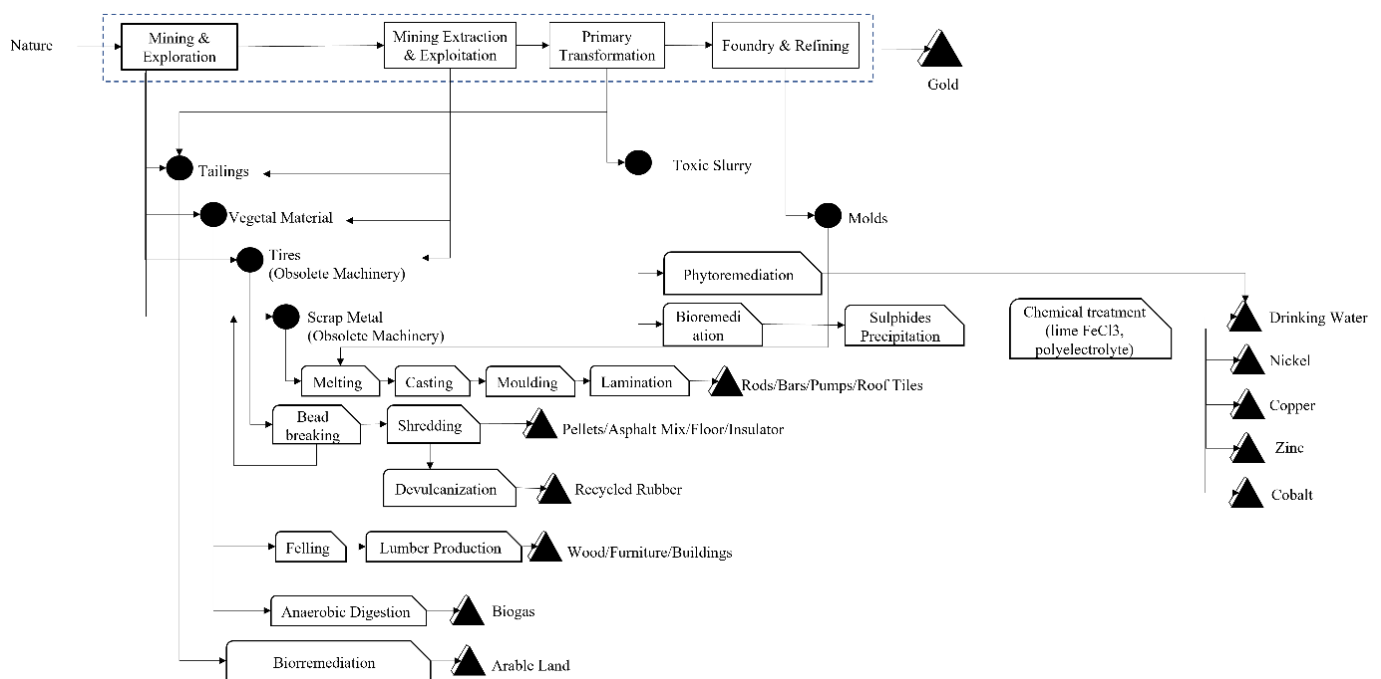 Nature
Mining &
Exploration
Mining Extraction
& Exploitation
Primary
Transformation
Foundry & Refining
Gold
Tailings
Toxic Slurry
Vegetal Material
Molds
Tires
(Obsolete Machinery)
Phytoremediation
Scrap Metal
(Obsolete Machinery)
Bioremedi
ation
Sulphides
Precipitation
Chemical treatment
(lime FeCl3,
polyelectrolyte)
Drinking Water
Nickel
Melting
Casting
Moulding
Lamination
Rods/Bars/Pumps/Roof Tiles
Copper
Bead
breaking
Shredding
Pellets/Asphalt Mix/Floor/Insulator
Zinc
Devulcanization
Recycled Rubber
Cobalt
Felling
Lumber Production
Wood/Furniture/Buildings
Anaerobic Digestion
Biogas
Biorremediation
Arable Land